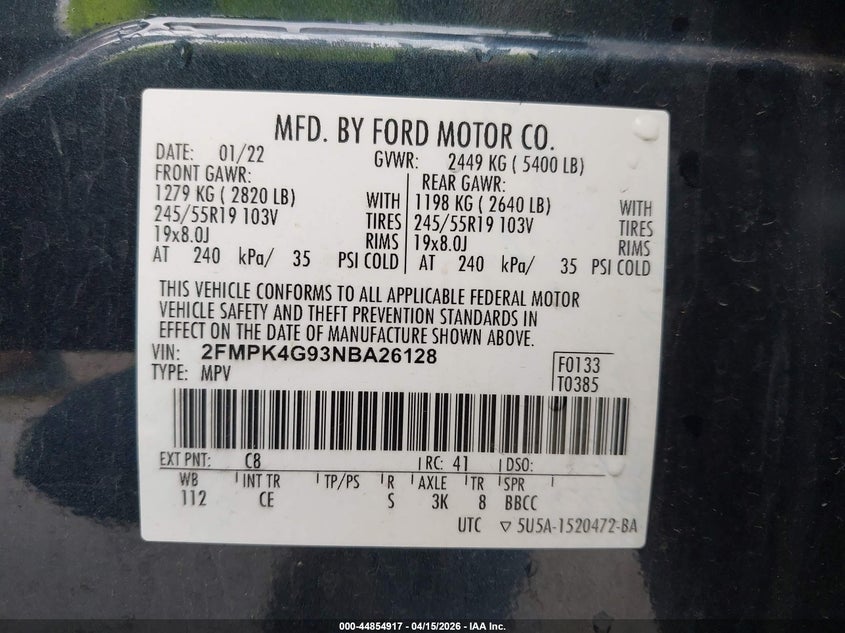 MFD. BY FORD MOTOR CO.
DATE: 01/22 GVWR: 2449 KG ( 5400 LB)
FRONT GAWR: REAR GAWR:
1279 KG ( 2820 LB) WITH 1198 KG ( 2640 LB) WITH
245/55R19 103V TIRES 245/55R19 103V TIRES
19x8.0J RIMS 19x8.0J RIMS
AT 240 kPa/ 35 PSI COLD AT 240 kPa/ 35 PSI COLD
THIS VEHICLE CONFORMS TO ALL APPLICABLE FEDERAL MOTOR
VEHICLE SAFETY AND THEFT PREVENTION STANDARDS IN
EFFECT ON THE DATE OF MANUFACTURE SHOWN ABOVE.
VIN: 2FMPK4G93NBA26128 F0133
TYPE: MPV T0385
EXT PNT: C8 RC: 41 DSO:
WB INT TR TP/PS R AXLE TR SPR
112 CE S 3K 8 BBCC
UTC ▽ 5U5A-1520472-BA
000-44854917 - 04/15/2026 - IAA Inc.